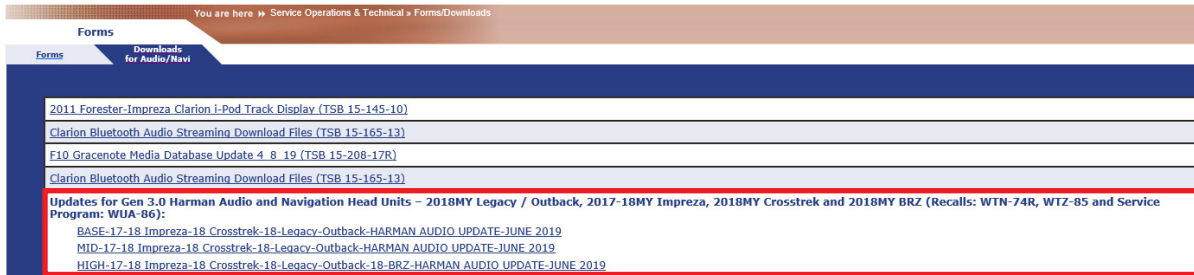 You are here » Service Operations & Technical » Forms/Downloads
Forms
Forms
Downloads
for Audio/Navi
2011 Forester-Impreza Clarion i-Pod Track Display (TSB 15-145-10)
Clarion Bluetooth Audio Streaming Download Files (TSB 15-165-13)
F10 Gracenote Media Database Update 4_8_19 (TSB 15-208-17R)
Clarion Bluetooth Audio Streaming Download Files (TSB 15-165-13)
Updates for Gen 3.0 Harman Audio and Navigation Head Units – 2018MY Legacy / Outback, 2017-18MY Impreza, 2018MY Crosstrek and 2018MY BRZ (Recalls: WTN-74R, WTZ-85 and Service
Program: WUA-86):
BASE-17-18 Impreza-18 Crosstrek-18-Legacy-Outback-HARMAN AUDIO UPDATE-JUNE 2019
MID-17-18 Impreza-18 Crosstrek-18-Legacy-Outback-HARMAN AUDIO UPDATE-JUNE 2019
HIGH-17-18 Impreza-18 Crosstrek-18-Legacy-Outback-18-BRZ-HARMAN AUDIO UPDATE-JUNE 2019